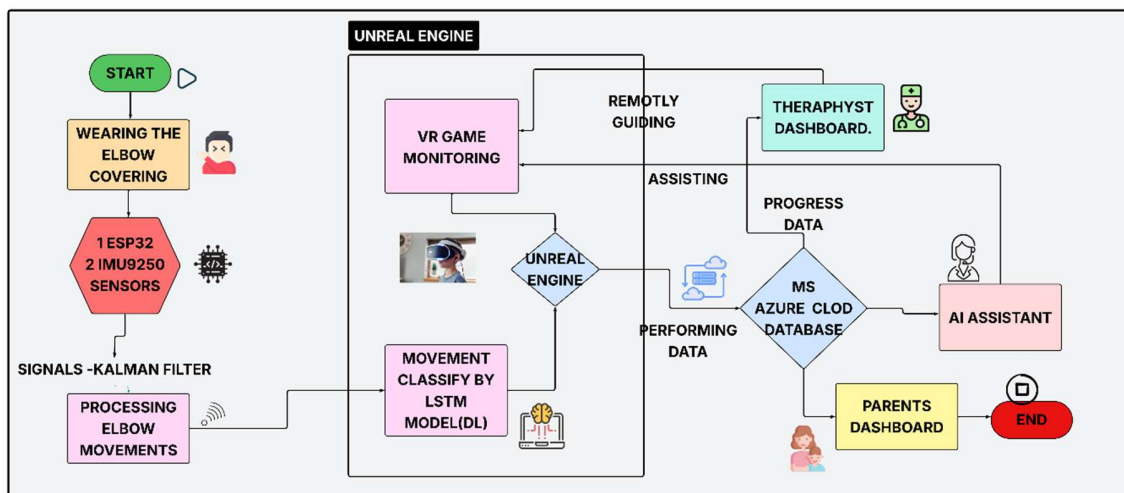 UNREAL ENGINE
START
WEARING THE
ELBOW
COVERING
1 ESP32
2 IMU9250
SENSORS
SIGNALS -KALMAN FILTER
PROCESSING
ELBOW
MOVEMENTS
VR GAME
MONITORING
UNREAL
ENGINE
MOVEMENT
CLASSIFY BY
LSTM
MODEL(DL)
REMOTLY
GUIDING
THERAPHYST
DASHBOARD.
ASSISTING
PROGRESS
DATA
PERFORMING
DATA
MS
AZURE CLOD
DATABASE
AI ASSISTANT
PARENTS
DASHBOARD
END